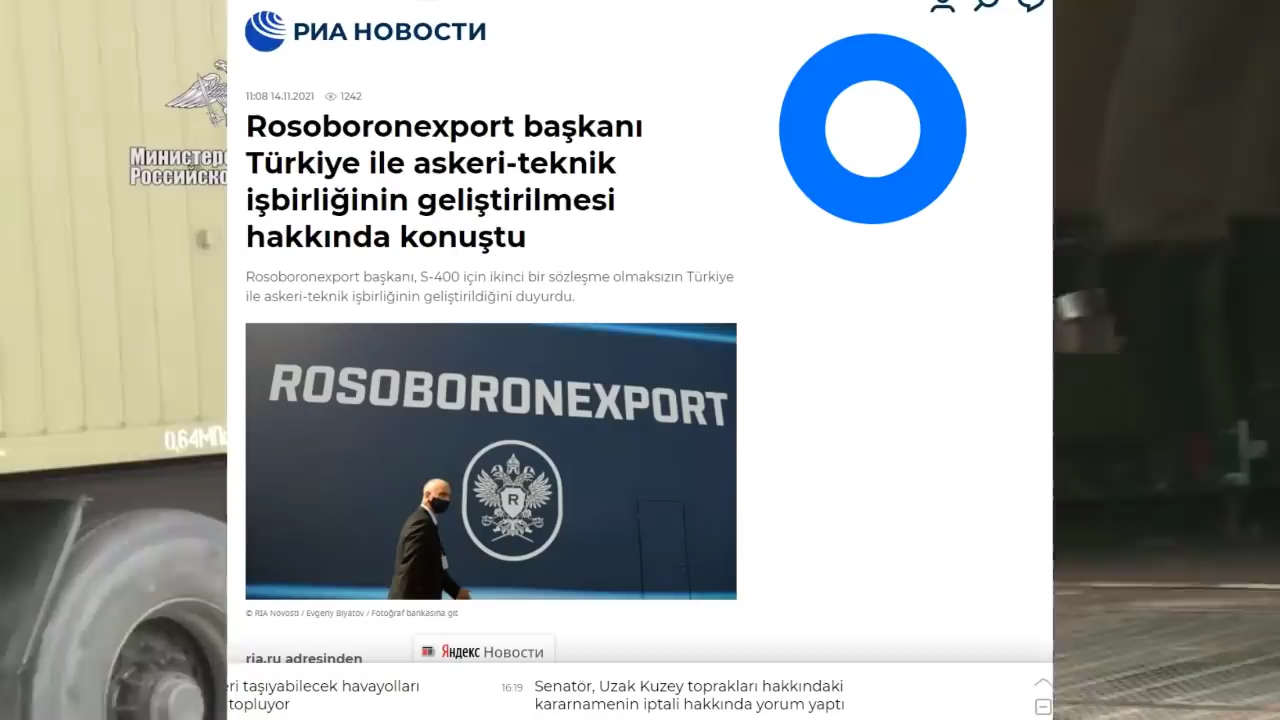 РИА НОВОСТИ
Министерс
Российско
0,64МПа
11:08 14.11.2021 1242
Rosoboronexport başkanı
Türkiye ile askeri-teknik
işbirliğinin geliştirilmesi
hakkında konuştu
Rosoboronexport başkanı, S-400 için ikinci bir sözleşme olmaksızın Türkiye
ile askeri-teknik işbirliğinin geliştirildiğini duyurdu.
ROSOBORONEXPORT
R
© RIA Novosti / Evgeny Biyatov / Fotoğraf bankasına git
ria.ru adresinden
Яндекс Новости
eri taşıyabilecek havayolları
topluyor
16:19 Senatör, Uzak Kuzey toprakları hakkındaki
kararnamenin iptali hakkında yorum yaptı